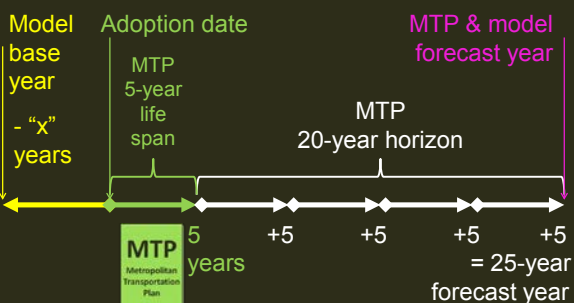 Model
base
year
- “x”
years
Adoption date
MTP
5-year
life
span
MTP & model
forecast year
MTP
20-year horizon
MTP
Metropolitan
Transportation
Plan
5
years
+5
+5
+5
+5
= 25-year
forecast year